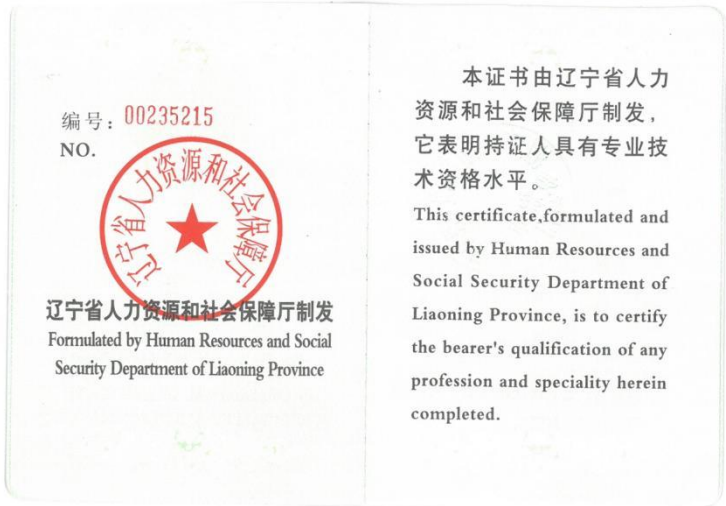 编号：00235215
NO.
辽宁省人力资源和社会保障厅
辽宁省人力资源和社会保障厅制发
Formulated by Human Resources and Social
Security Department of Liaoning Province
本证书由辽宁省人力
资源和社会保障厅制发，
它表明持证人具有专业技
术资格水平。
This certificate,formulated and
issued by Human Resources and
Social Security Department of
Liaoning Province, is to certify
the bearer's qualification of any
profession and speciality herein
completed.